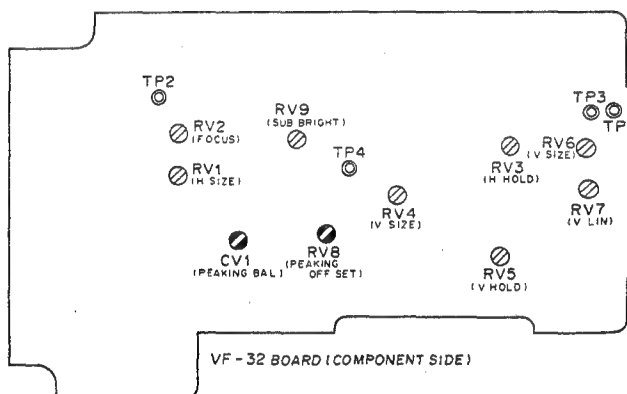 TP2
RV2
(FOCUS)
RV1
(H SIZE)
RV9
(SUB BRIGHT)
TP4
TP3
TP
RV6
(V SIZE)
RV3
(H HOLD)
RV4
(V SIZE)
RV7
(V LIN)
CV1
(PEAKING BAL)
RV8
(PEAKING
OFF SET)
RV5
(V HOLD)
VF-32 BOARD (COMPONENT SIDE)